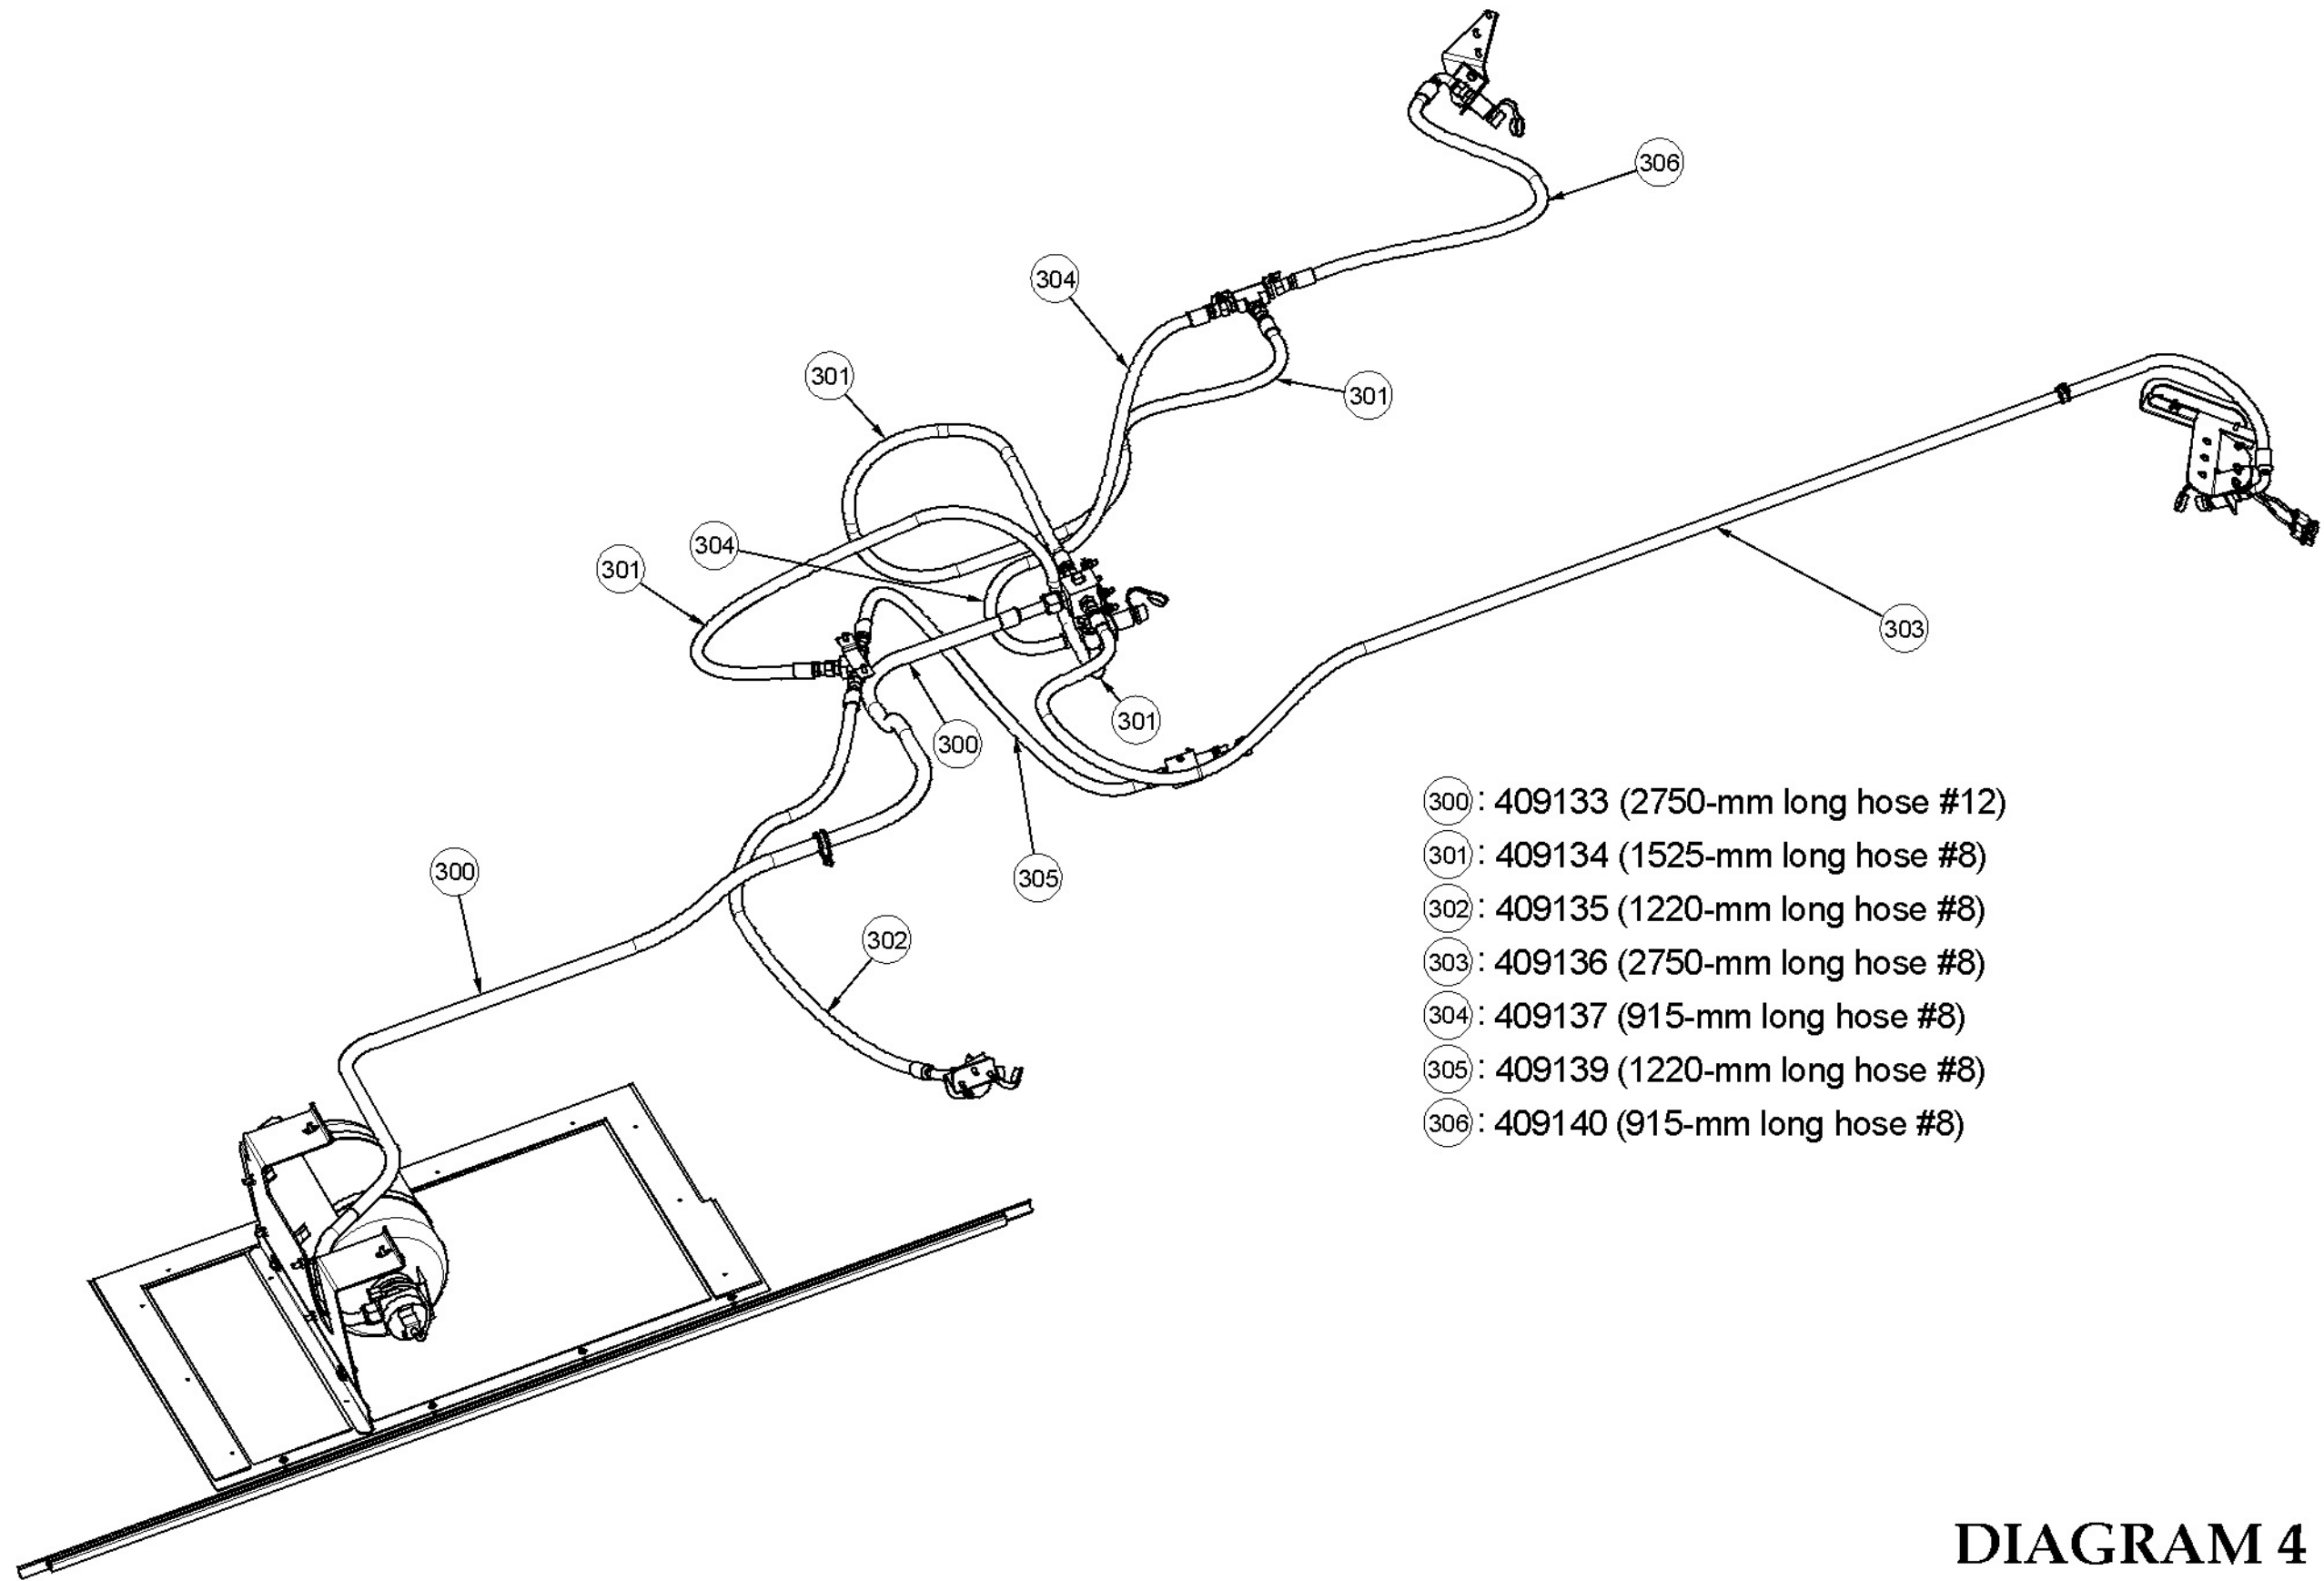 306
304
301
301
304
301
303
301
300
305
300
302
300 : 409133 (2750-mm long hose #12)
301 : 409134 (1525-mm long hose #8)
302 : 409135 (1220-mm long hose #8)
303 : 409136 (2750-mm long hose #8)
304 : 409137 (915-mm long hose #8)
305 : 409139 (1220-mm long hose #8)
306 : 409140 (915-mm long hose #8)
DIAGRAM 4